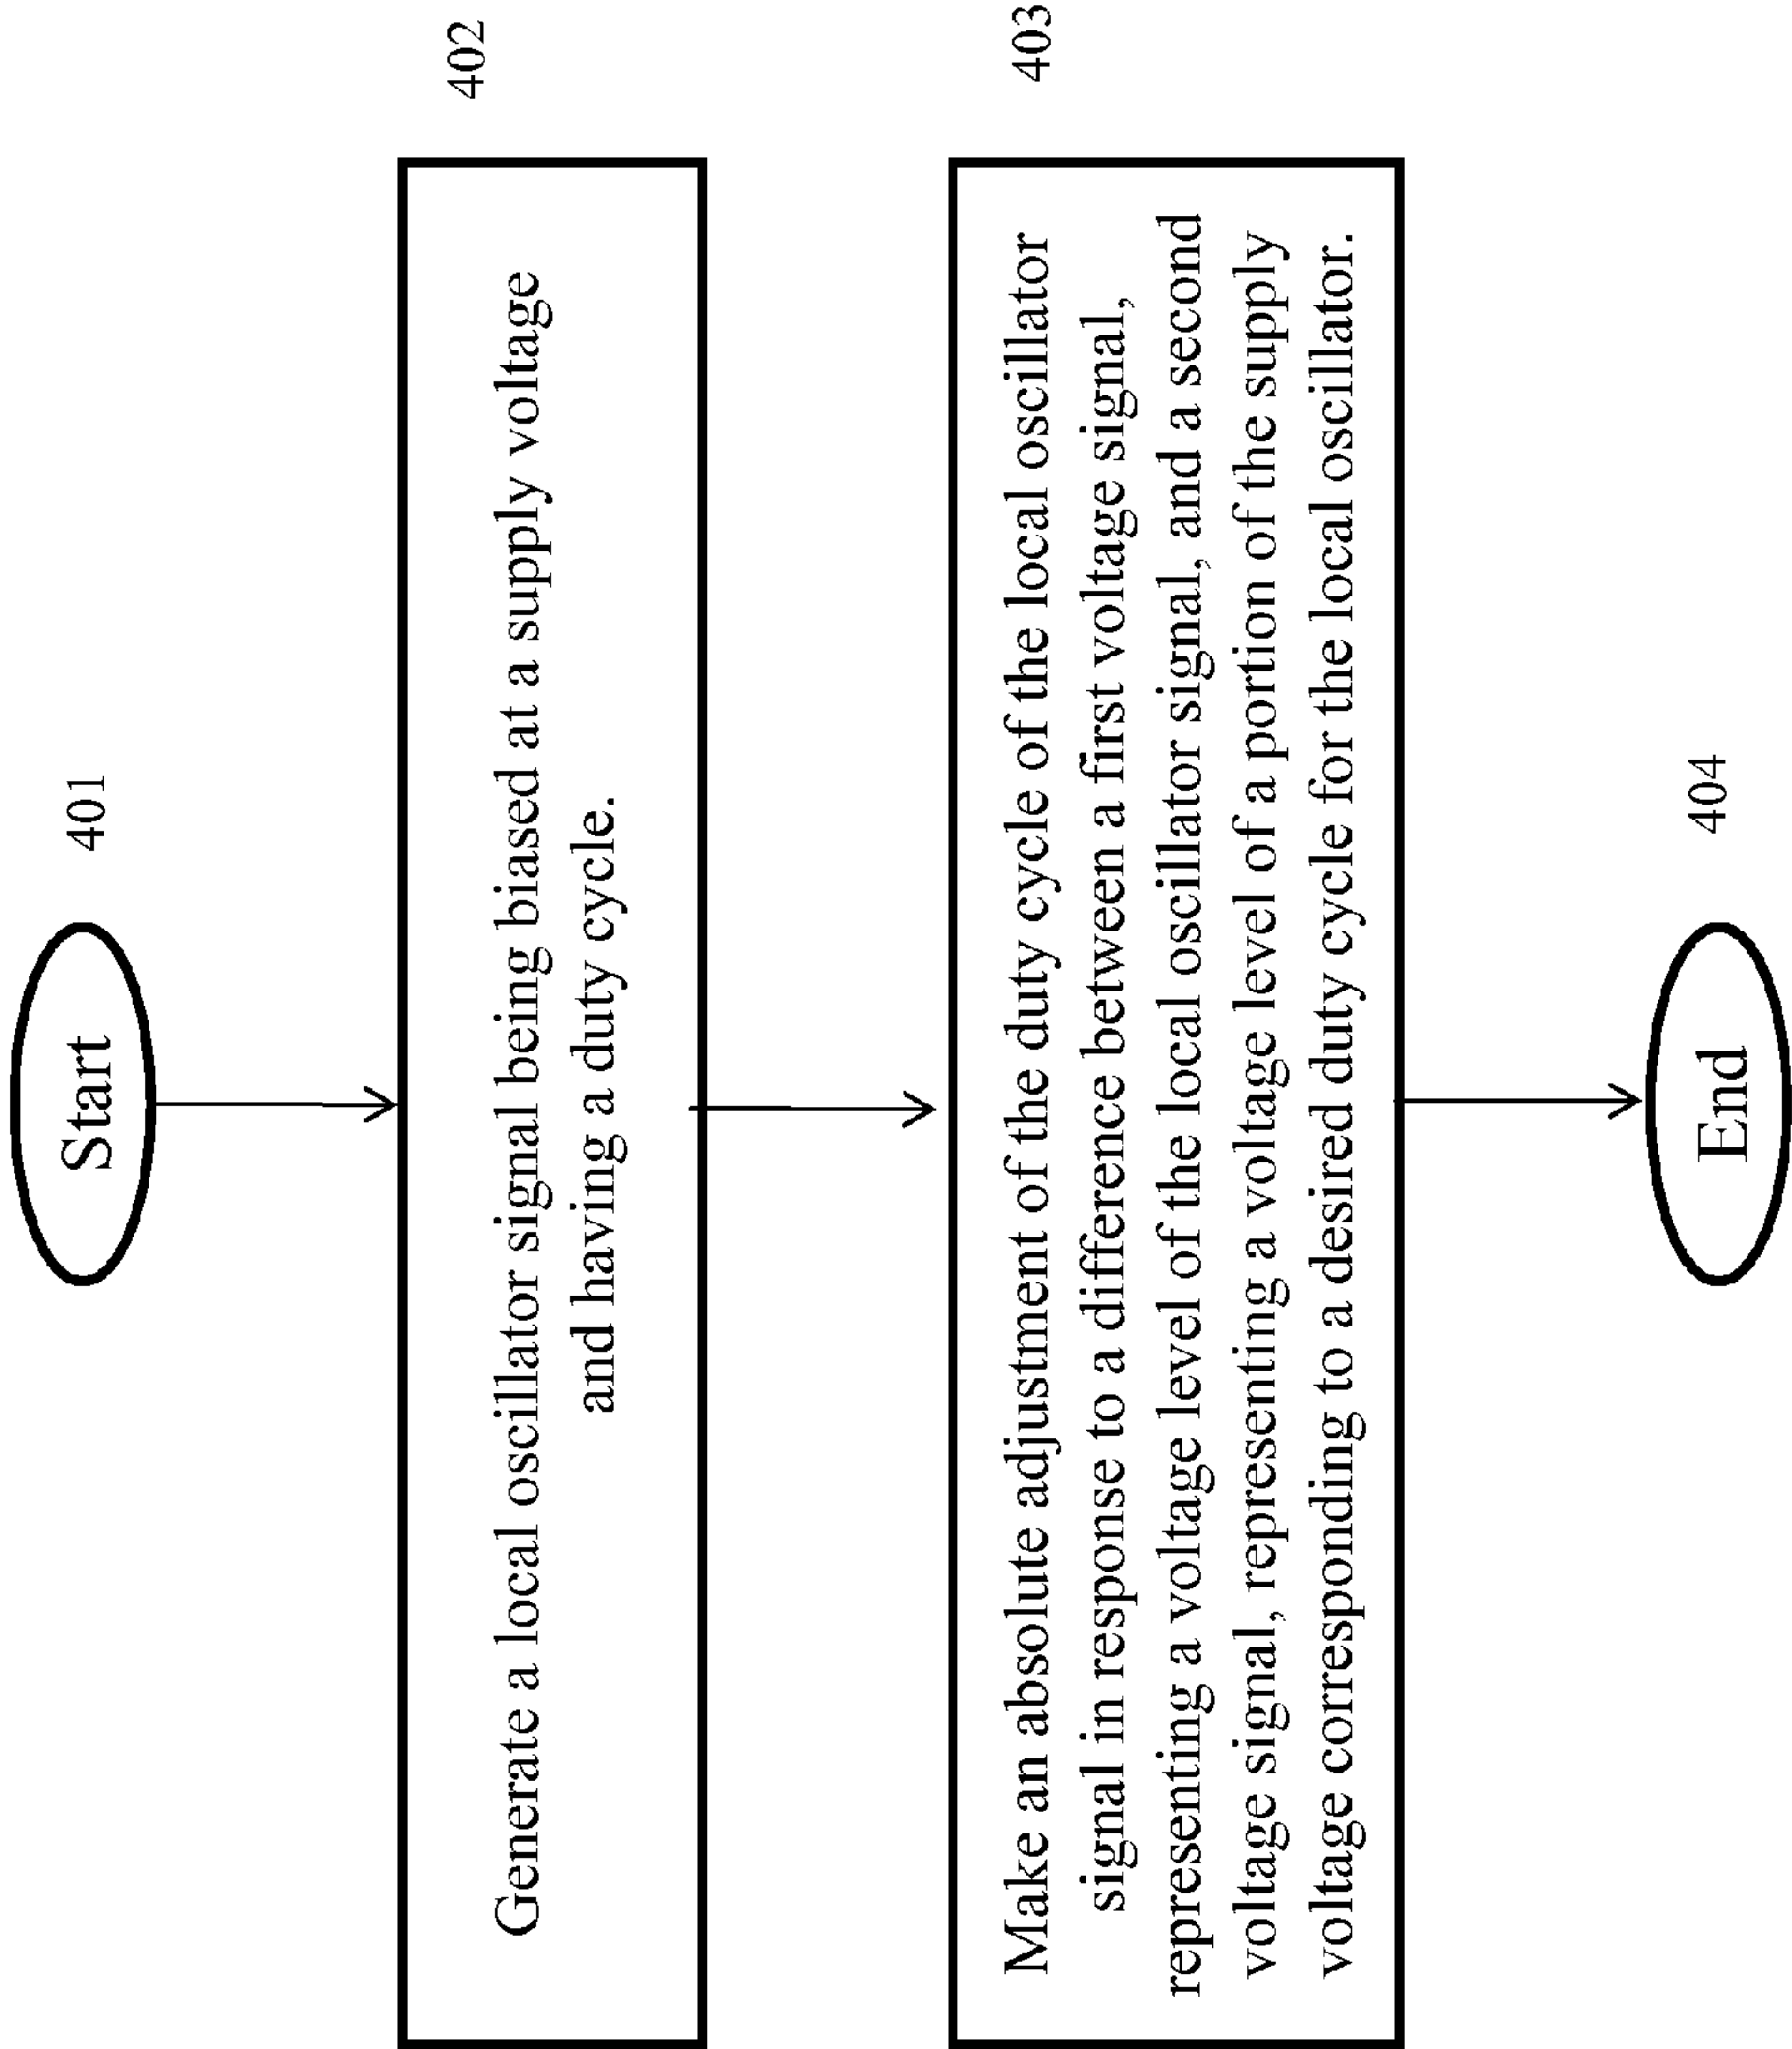 Start
401
402
Generate a local oscillator signal being biased at a supply voltage
and having a duty cycle.
403
Make an absolute adjustment of the duty cycle of the local oscillator
signal in response to a difference between a first voltage signal,
representing a voltage level of the local oscillator signal, and a second
voltage signal, representing a voltage level of a portion of the supply
voltage corresponding to a desired duty cycle for the local oscillator.
End
404